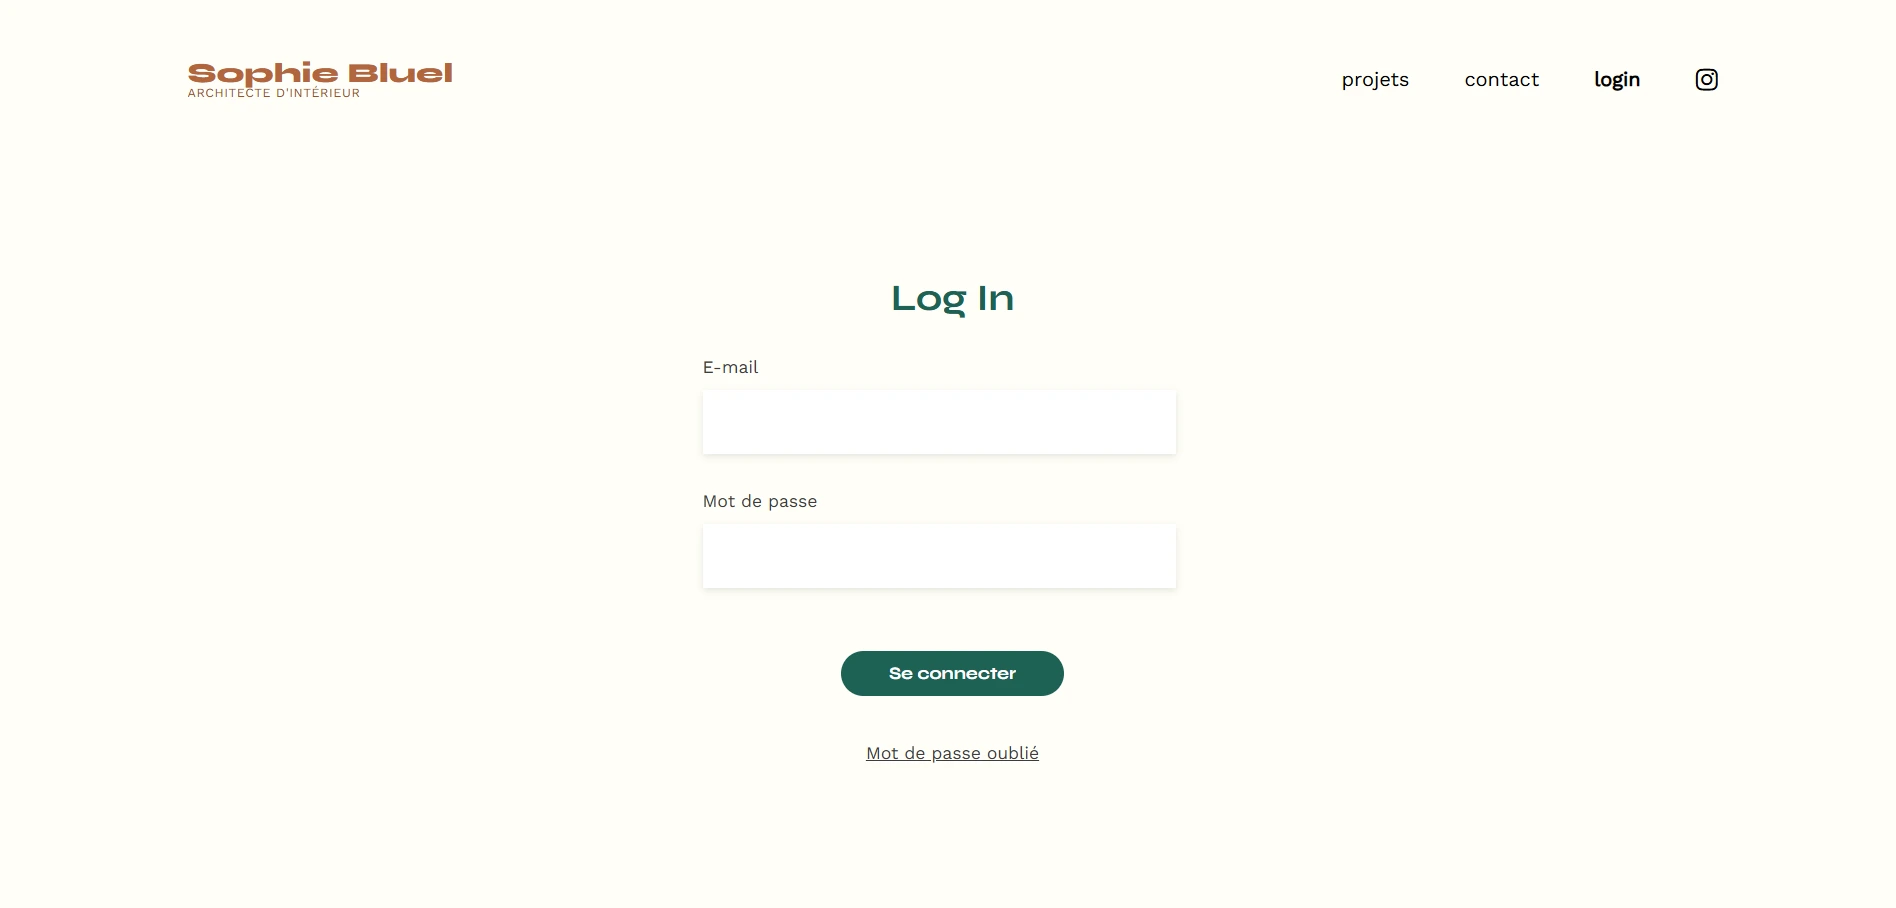 Sophie Bluel
ARCHITECTE D'INTÉRIEUR
projets
contact
login
Log In
E-mail
Mot de passe
Se connecter
Mot de passe oublié